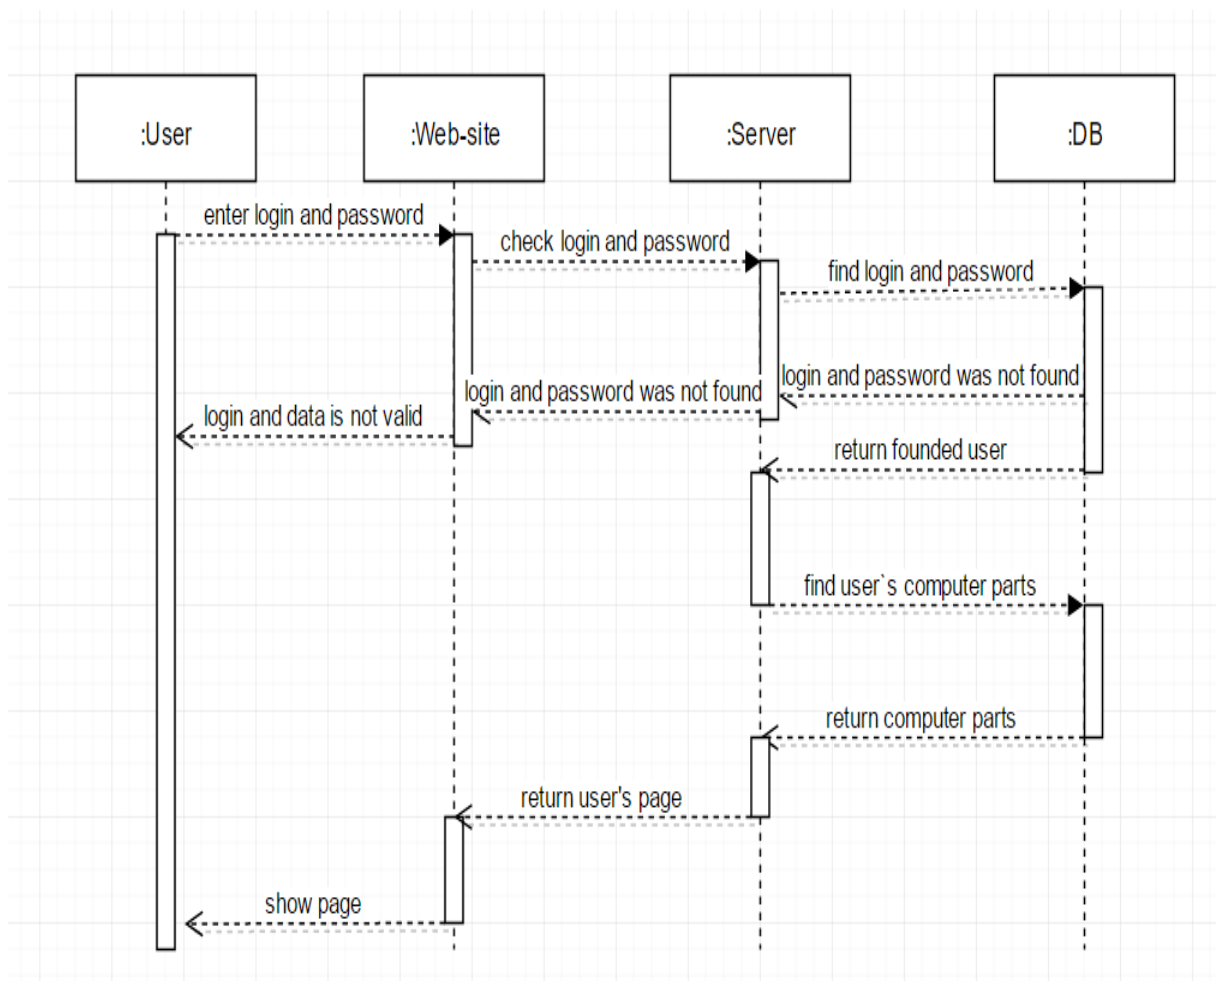 :User
:Web-site
:Server
:DB
enter login and password
check login and password
find login and password
login and password was not found
login and password was not found
login and data is not valid
return founded user
find user`s computer parts
return computer parts
return user's page
show page